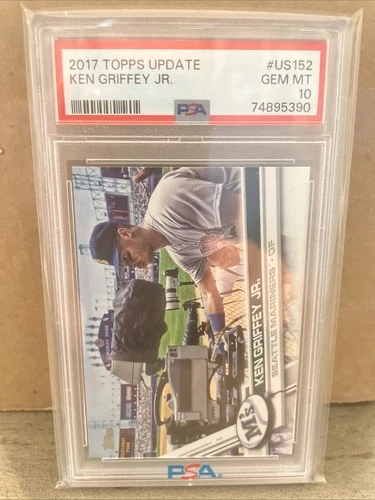 2017 TOPPS UPDATE #US152
KEN GRIFFEY JR. GEM MT
10
PSA 74895390
KEN GRIFFEY JR.
SEATTLE MARINERS • OF
M's
PSA